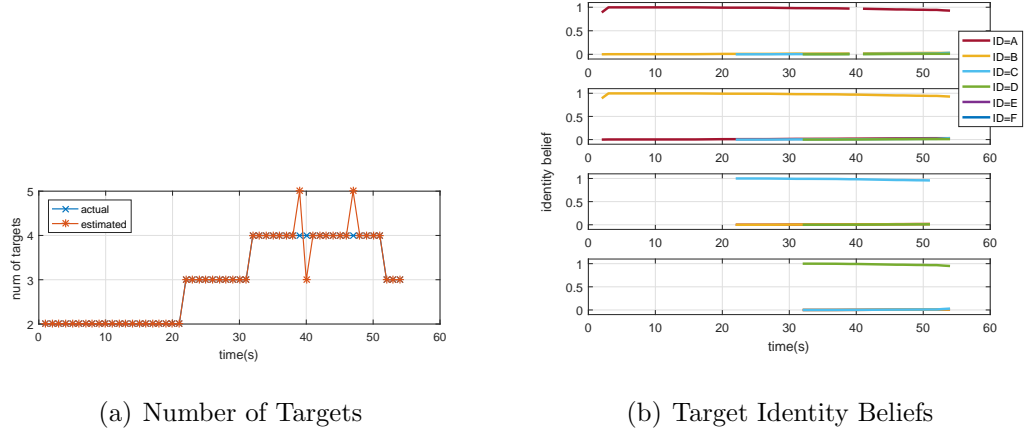 5
4
3
2
num of targets
actual
estimated
0 10 20 30 40 50 60
time(s)
(a) Number of Targets
1
0.5
0
0 10 20 30 40 50 60
1
0.5
0
0 10 20 30 40 50 60
1
0.5
0
0 10 20 30 40 50 60
1
0.5
0
0 10 20 30 40 50 60
identity belief
time(s)
ID=A
ID=B
ID=C
ID=D
ID=E
ID=F
(b) Target Identity Beliefs